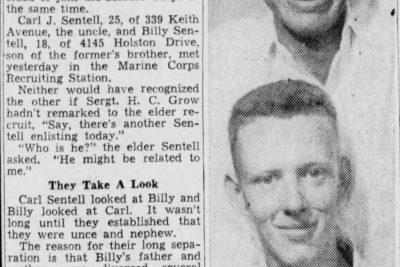 the same time.
Carl J. Sentell, 25, of 339 Keith
Avenue, the uncle, and Billy Sen-
tell, 18, of 4145 Holston Drive,
son of the former's brother, met
yesterday in the Marine Corps
Recruiting Station.
Neither would have recognized
the other if Sergt. H. C. Grow
hadn't remarked to the elder re-
cruit, "Say, there's another Sen-
tell enlisting today."
"Who is he?" the elder Sentell
asked. "He might be related to
me."
They Take A Look
Carl Sentell looked at Billy and
Billy looked at Carl. It wasn't
long until they established that
they were unce and nephew.
The reason for their long sepa-
ration is that Billy's father and